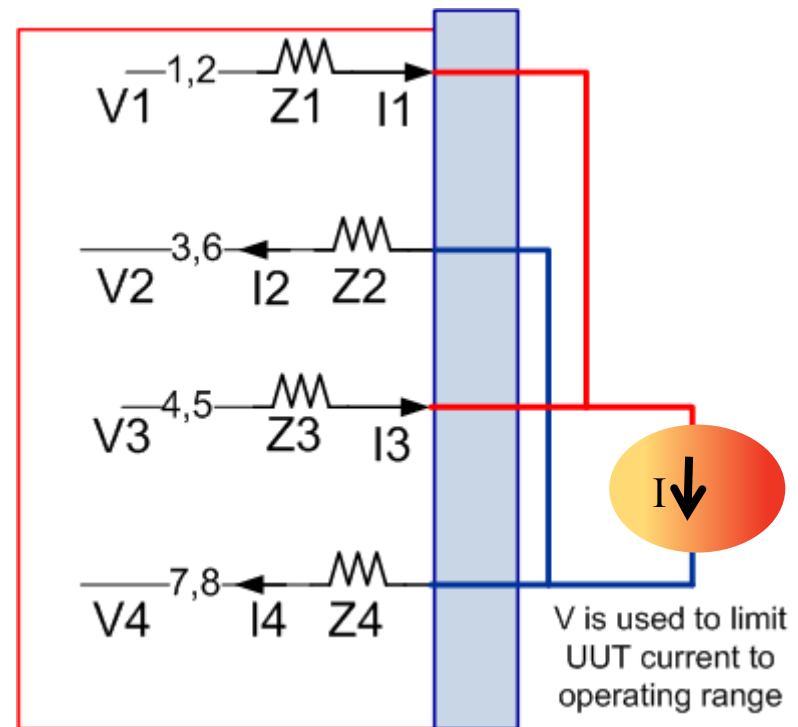 1,2
V1 Z1 I1
3,6
V2 I2 Z2
4,5
V3 Z3 I3
I
7,8
V4 I4 Z4
V is used to limit
UUT current to
operating range